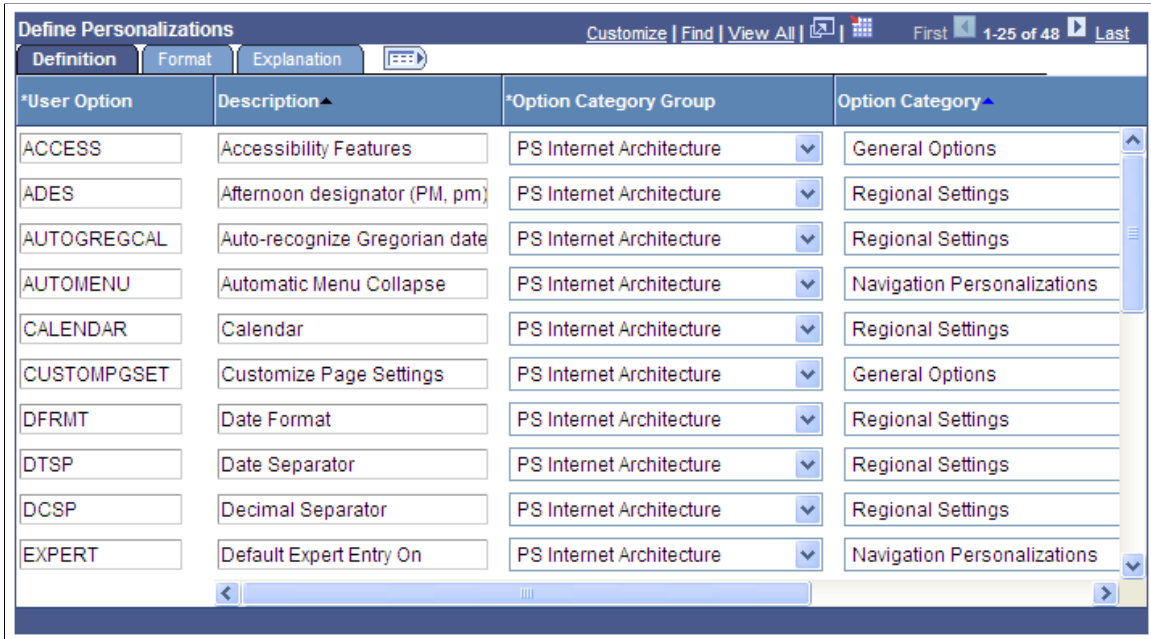 Define Personalizations Customize | Find | View All | | First 1-25 of 48 Last
Definition Format Explanation
*User Option Description *Option Category Group Option Category
ACCESS Accessibility Features PS Internet Architecture General Options
ADES Afternoon designator (PM, pm) PS Internet Architecture Regional Settings
AUTOGREGCAL Auto-recognize Gregorian date PS Internet Architecture Regional Settings
AUTOMENU Automatic Menu Collapse PS Internet Architecture Navigation Personalizations
CALENDAR Calendar PS Internet Architecture Regional Settings
CUSTOMPGSET Customize Page Settings PS Internet Architecture General Options
DFRMT Date Format PS Internet Architecture Regional Settings
DTSP Date Separator PS Internet Architecture Regional Settings
DCSP Decimal Separator PS Internet Architecture Regional Settings
EXPERT Default Expert Entry On PS Internet Architecture Navigation Personalizations